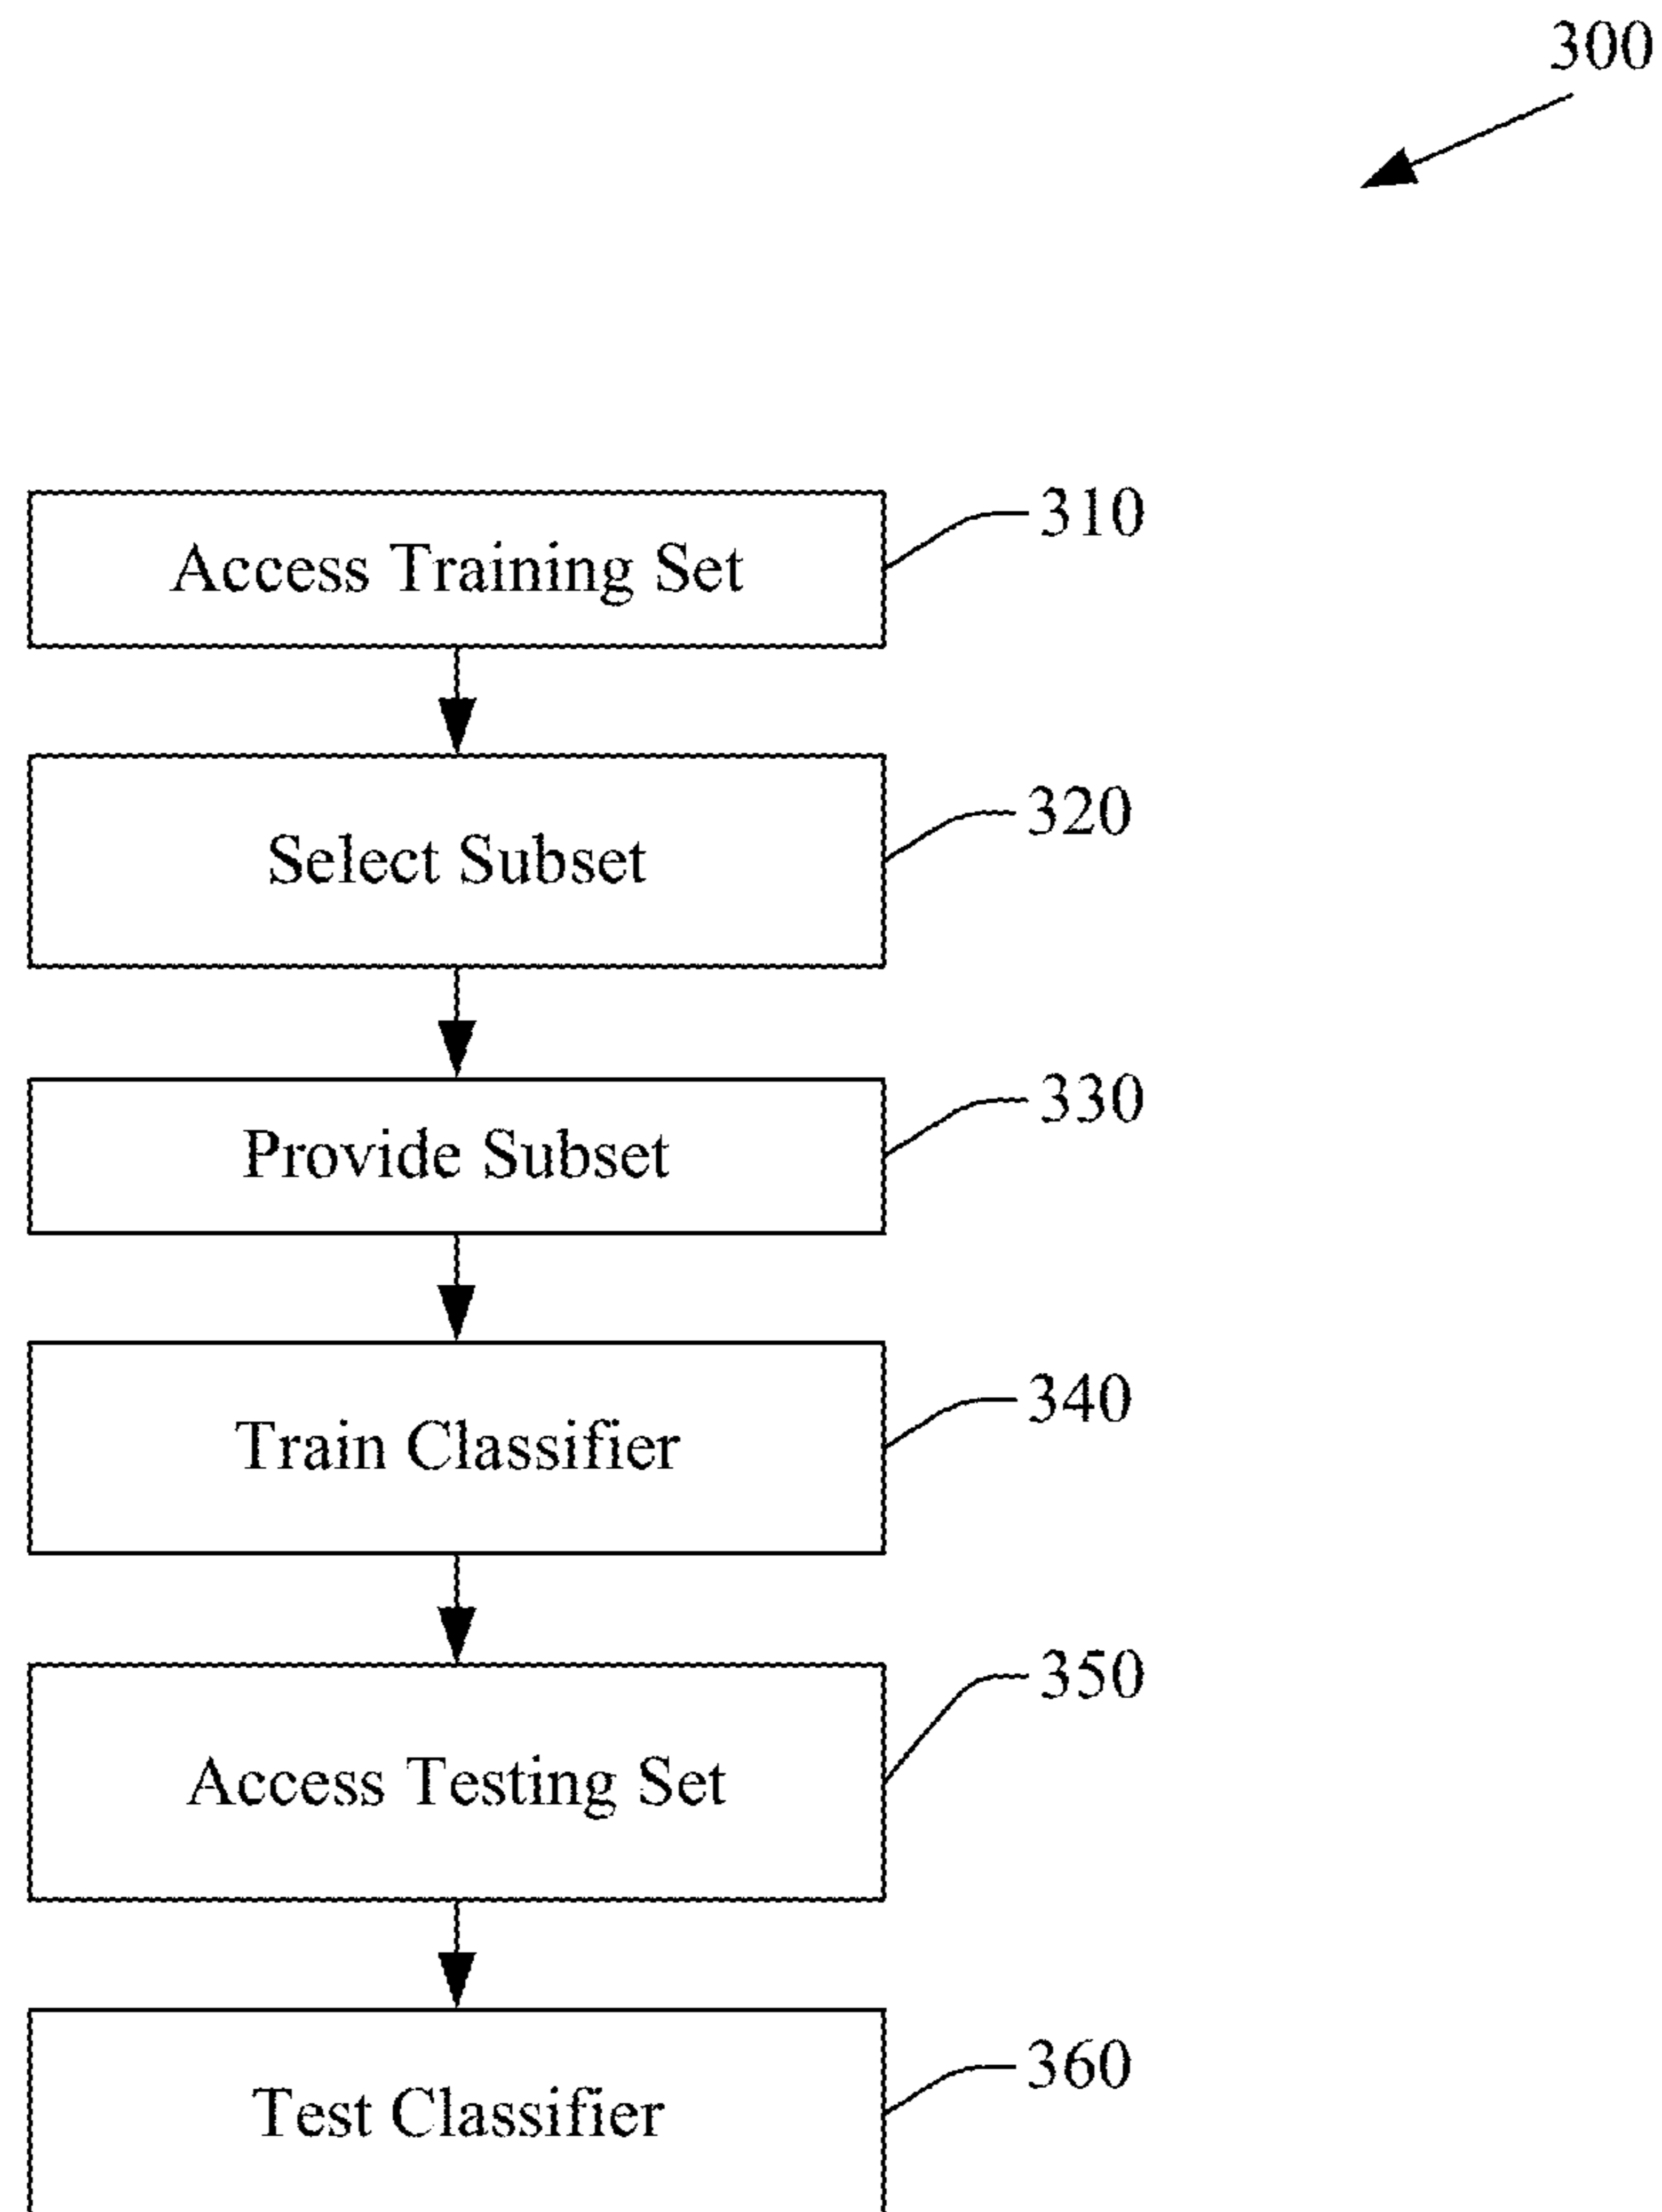 300
Access Training Set
310
Select Subset
320
Provide Subset
330
Train Classifier
340
Access Testing Set
350
Test Classifier
360